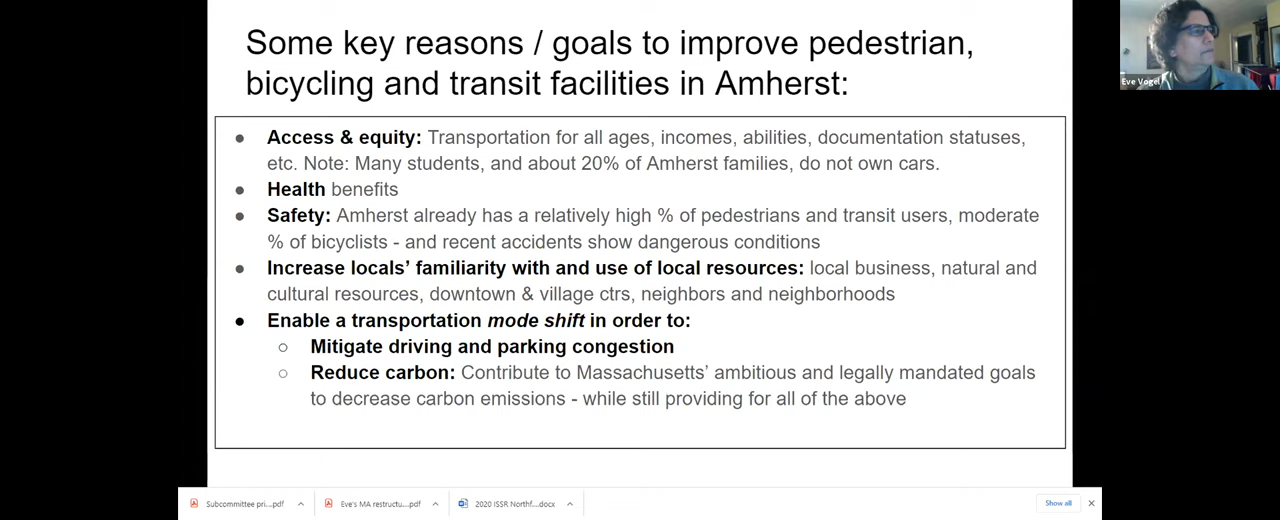 Some key reasons / goals to improve pedestrian,
bicycling and transit facilities in Amherst:
Eve Vogel
● Access & equity: Transportation for all ages, incomes, abilities, documentation statuses,
etc. Note: Many students, and about 20% of Amherst families, do not own cars.
● Health benefits
● Safety: Amherst already has a relatively high % of pedestrians and transit users, moderate
% of bicyclists - and recent accidents show dangerous conditions
● Increase locals’ familiarity with and use of local resources: local business, natural and
cultural resources, downtown & village ctrs, neighbors and neighborhoods
● Enable a transportation mode shift in order to:
○ Mitigate driving and parking congestion
○ Reduce carbon: Contribute to Massachusetts’ ambitious and legally mandated goals
to decrease carbon emissions - while still providing for all of the above
Subcommittee pri....pdf
Eve's MA restructu....pdf
2020 ISSR Northf....docx
Show all